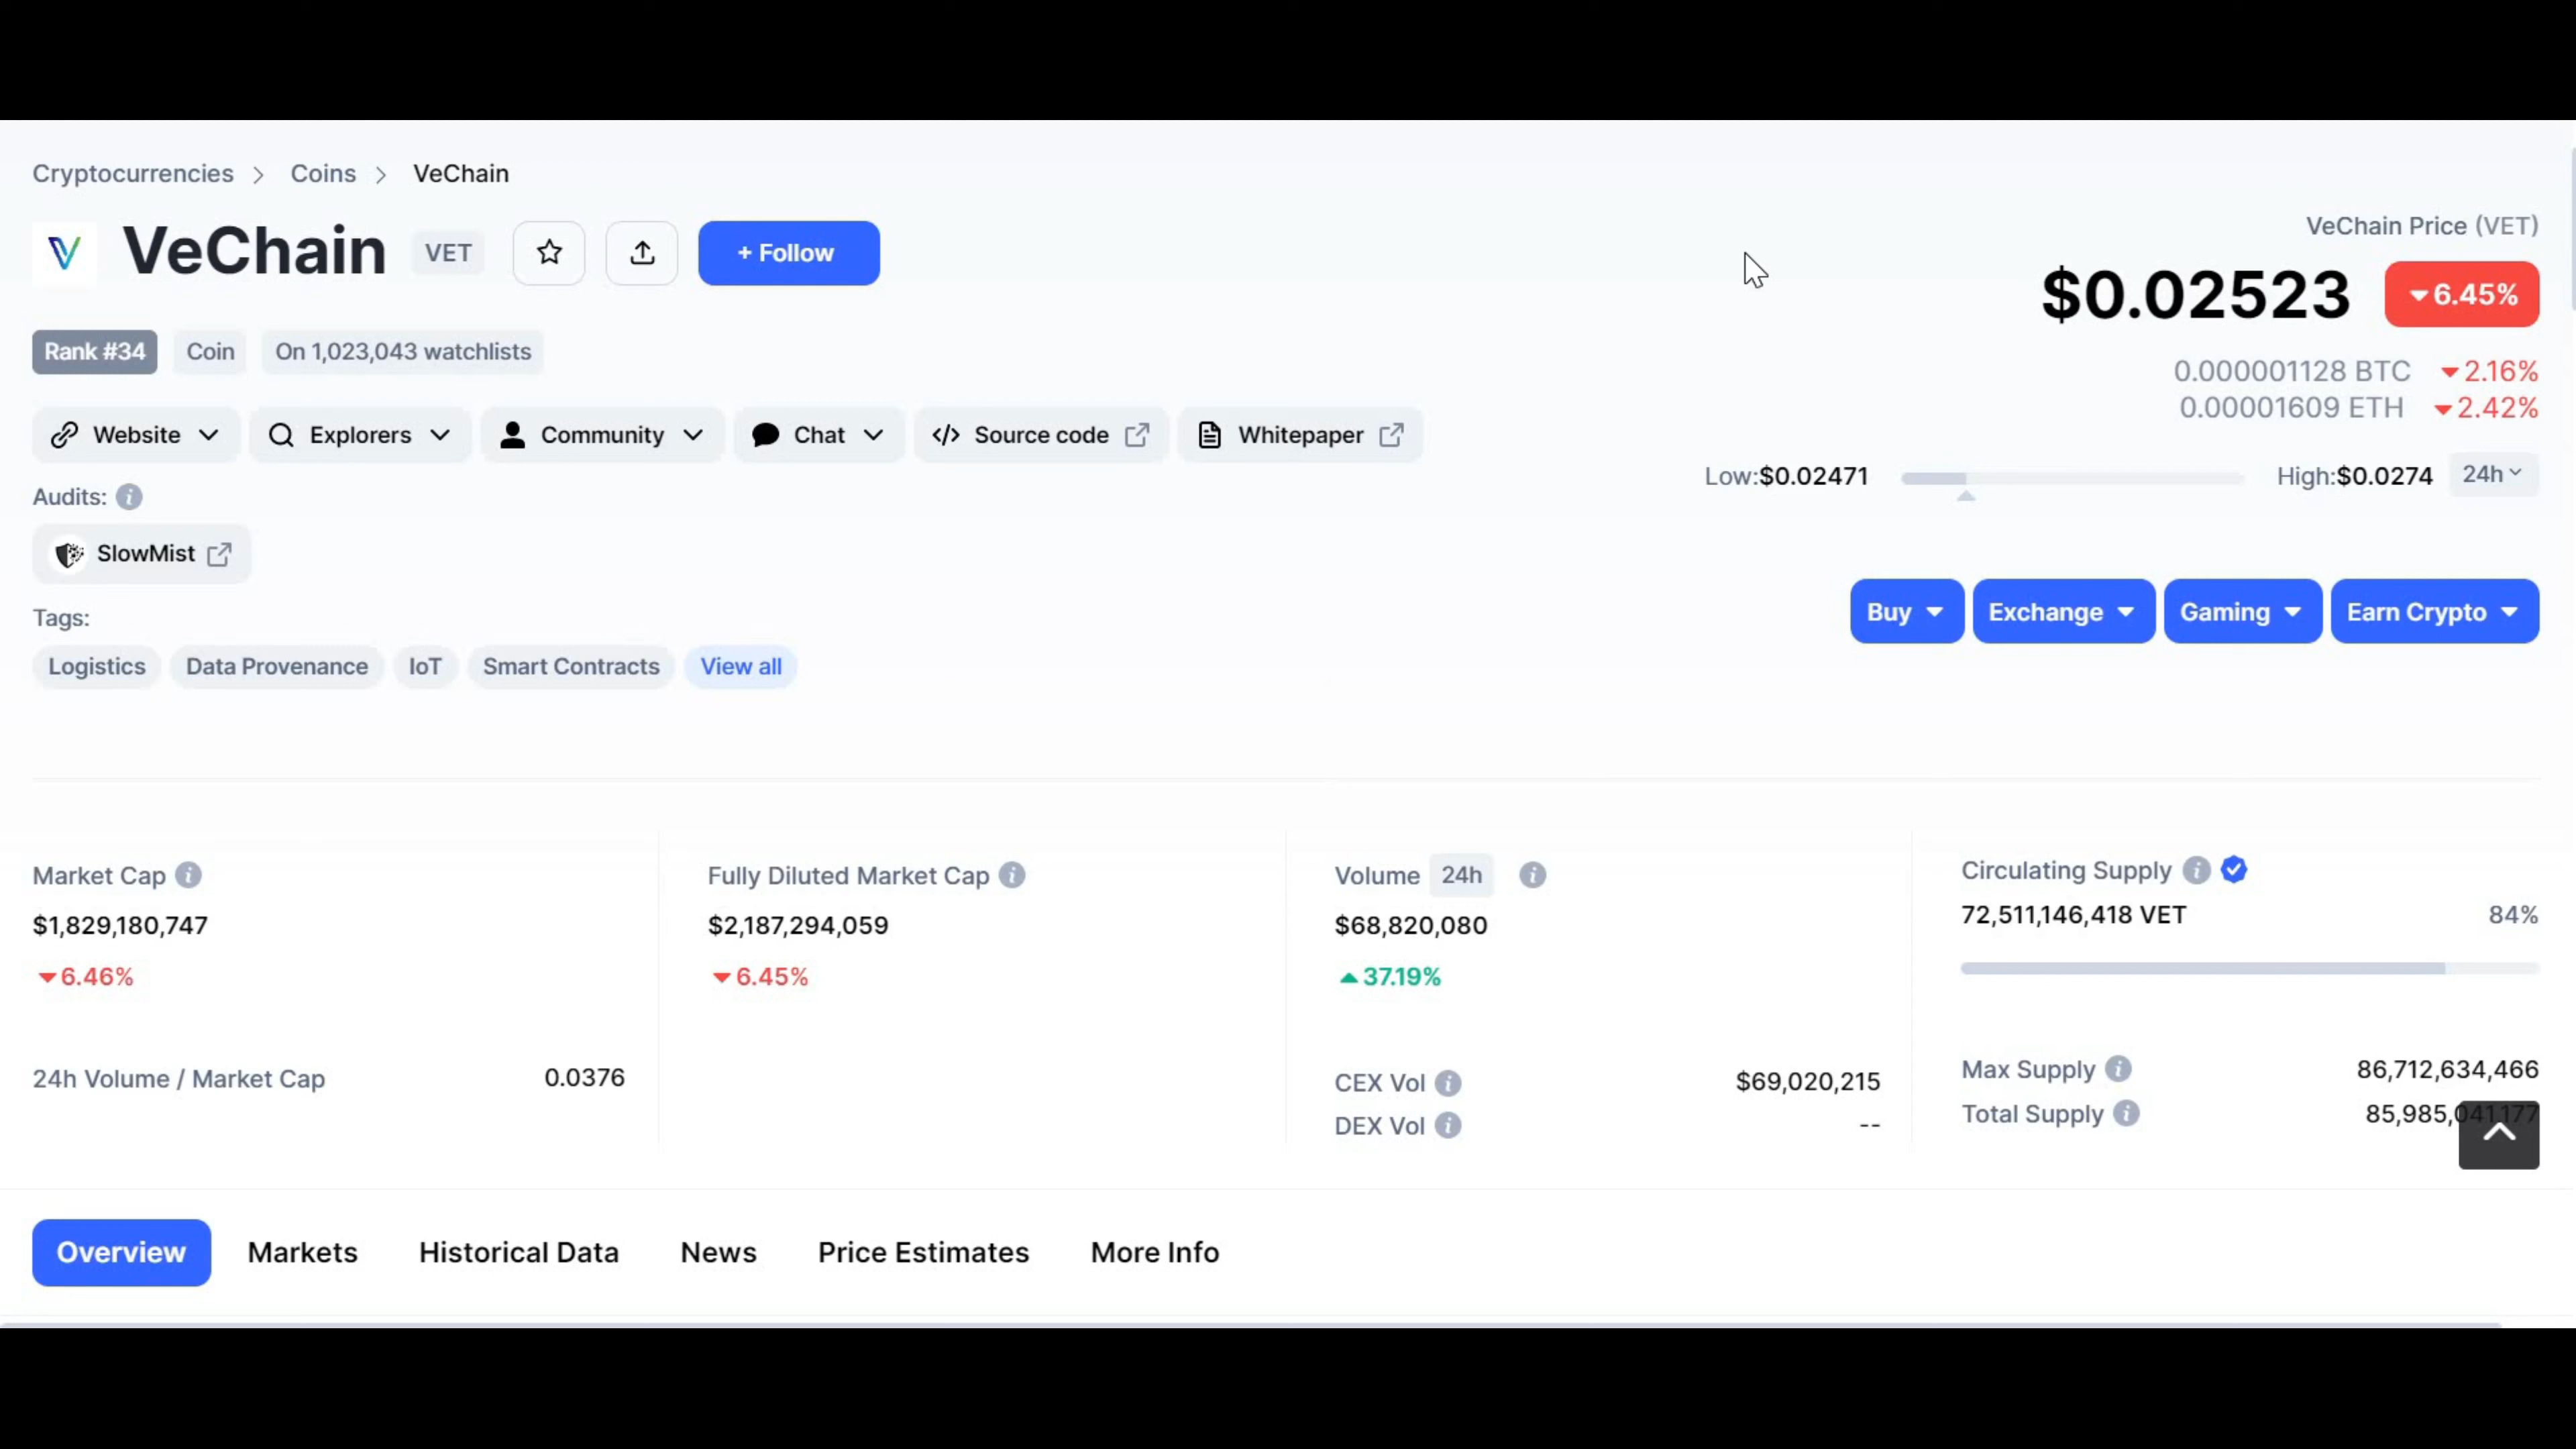 Cryptocurrencies > Coins > VeChain
VeChain VET + Follow
VeChain Price (VET)
$0.02523 6.45%
Rank #34 Coin On 1,023,043 watchlists
0.000001128 BTC 2.16%
0.00001609 ETH 2.42%
Website Explorers Community Chat Source code Whitepaper
Low:$0.02471 High:$0.0274 24h
Audits:
SlowMist
Buy Exchange Gaming Earn Crypto
Tags:
Logistics Data Provenance IoT Smart Contracts View all
Market Cap
$1,829,180,747
6.46%
24h Volume / Market Cap 0.0376
Fully Diluted Market Cap
$2,187,294,059
6.45%
Volume 24h
$68,820,080
37.19%
CEX Vol $69,020,215
DEX Vol --
Circulating Supply
72,511,146,418 VET 84%
Max Supply 86,712,634,466
Total Supply 85,985,041,177
Overview Markets Historical Data News Price Estimates More Info